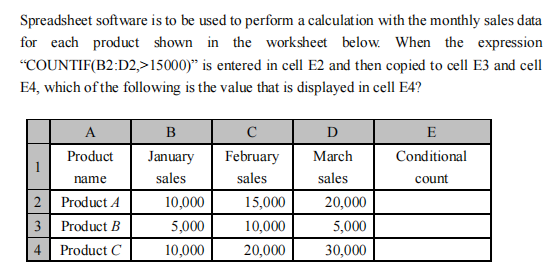 Spreadsheet software is to be used to perform a calculation with the monthly sales data
for each product shown in the worksheet below. When the expression
“COUNTIF(B2:D2,>15000)” is entered in cell E2 and then copied to cell E3 and cell
E4, which of the following is the value that is displayed in cell E4?
A B C D E
1 Product name January sales February sales March sales Conditional count
2 Product A 10,000 15,000 20,000
3 Product B 5,000 10,000 5,000
4 Product C 10,000 20,000 30,000